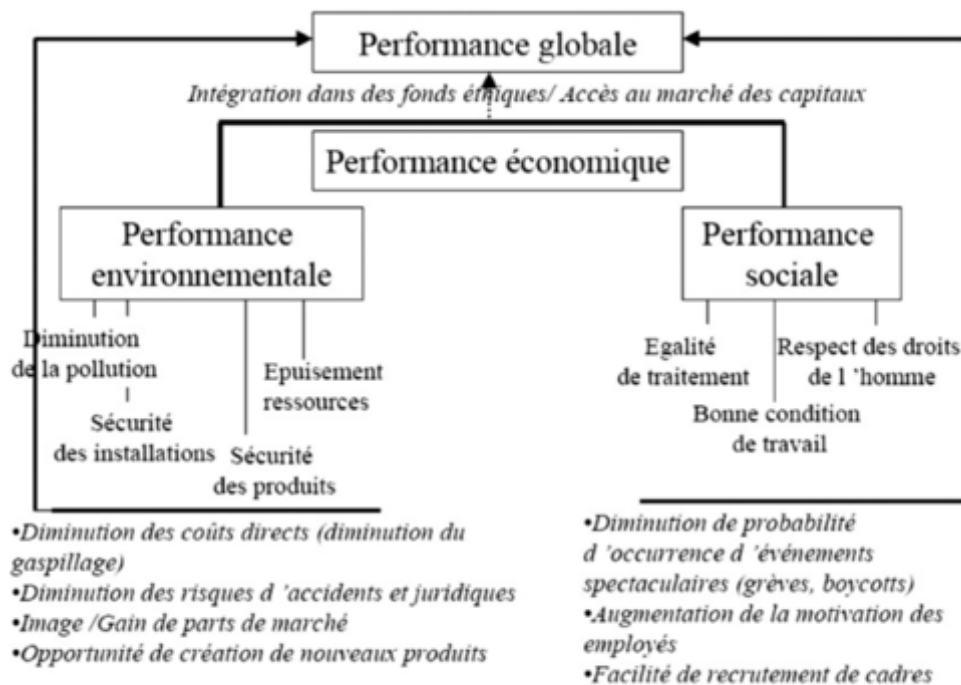 Performance globale
Intégration dans des fonds éthiques/ Accès au marché des capitaux
Performance économique
Performance
environnementale
Performance
sociale
Diminution
de la pollution
Sécurité
des installations
Epuisement
ressources
Sécurité
des produits
Egalité
de traitement
Respect des droits
de l ’homme
Bonne condition
de travail
•Diminution des coûts directs (diminution du
gaspillage)
•Diminution des risques d ’accidents et juridiques
•Image /Gain de parts de marché
•Opportunité de création de nouveaux produits
•Diminution de probabilité
d ’occurrence d ’événements
spectaculaires (grèves, boycotts)
•Augmentation de la motivation des
employés
•Facilité de recrutement de cadres